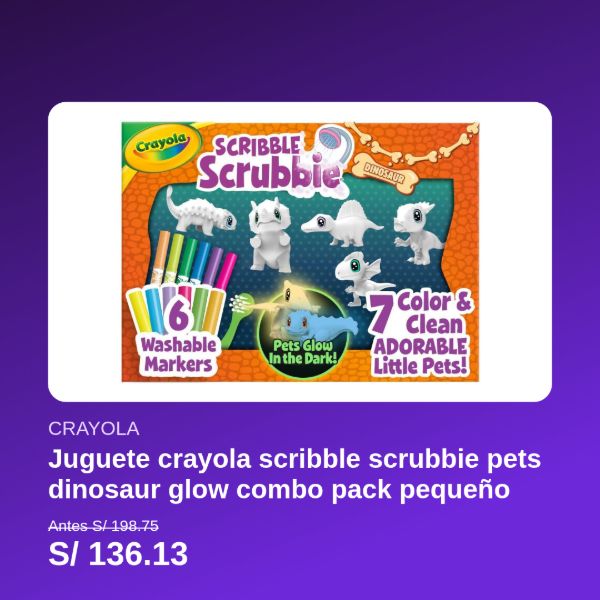 Crayola
SCRIBBLE
Scrubbie
DINOSAUR
6
Washable
Markers
Pets Glow
In the Dark!
7 Color &
Clean
ADORABLE
Little Pets!
CRAYOLA
Juguete crayola scribble scrubbie pets
dinosaur glow combo pack pequeño
Antes S/ 198.75
S/ 136.13